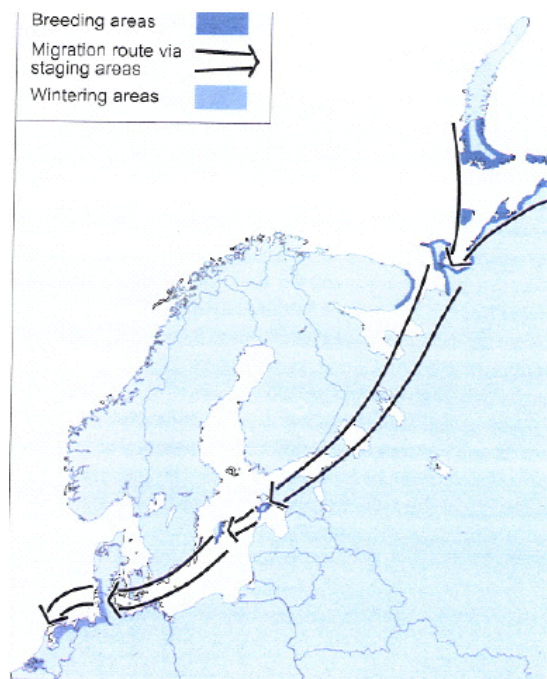 Breeding areas
Migration route via
staging areas
Wintering areas